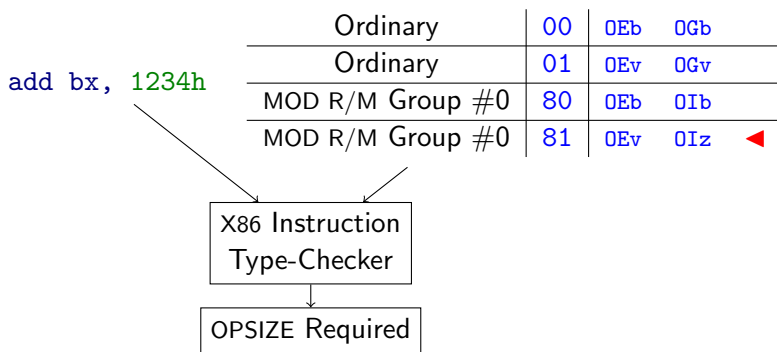 Ordinary 00 0Eb 0Gb
Ordinary 01 0Ev 0Gv
add bx, 1234h
MOD R/M Group #0 80 0Eb 0Ib
MOD R/M Group #0 81 0Ev 0Iz ◀
X86 Instruction
Type-Checker
OPSIZE Required